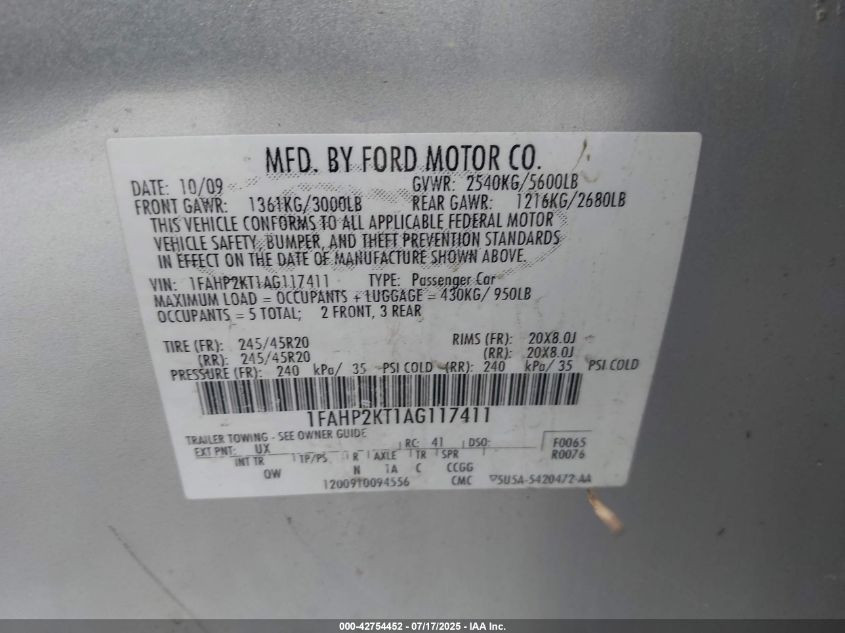 MFD. BY FORD MOTOR CO.
DATE: 10/09 GVWR: 2540KG/5600LB
FRONT GAWR: 1361KG/3000LB REAR GAWR: 1216KG/2680LB
THIS VEHICLE CONFORMS TO ALL APPLICABLE FEDERAL MOTOR
VEHICLE SAFETY, BUMPER, AND THEFT PREVENTION STANDARDS
IN EFFECT ON THE DATE OF MANUFACTURE SHOWN ABOVE.
VIN: 1FAHP2KT1AG117411 TYPE: Passenger Car
MAXIMUM LOAD = OCCUPANTS + LUGGAGE = 430KG/ 950LB
OCCUPANTS = 5 TOTAL; 2 FRONT, 3 REAR
TIRE (FR): 245/45R20 RIMS (FR): 20X8.0J
(RR): 245/45R20 (RR): 20X8.0J
PRESSURE (FR): 240 kPa/ 35 PSI COLD (RR): 240 kPa/ 35 PSI COLD
1FAHP2KT1AG117411
TRAILER TOWING - SEE OWNER GUIDE
EXT PNT: UX RC: 41 DSO: F0065
INT TR TP/PS R AXLE TR SPR R0076
OW N 1A C CCGG
1200910094556 CMC 5U5A-5420472-AA
000-42754452 - 07/17/2025 - IAA Inc.